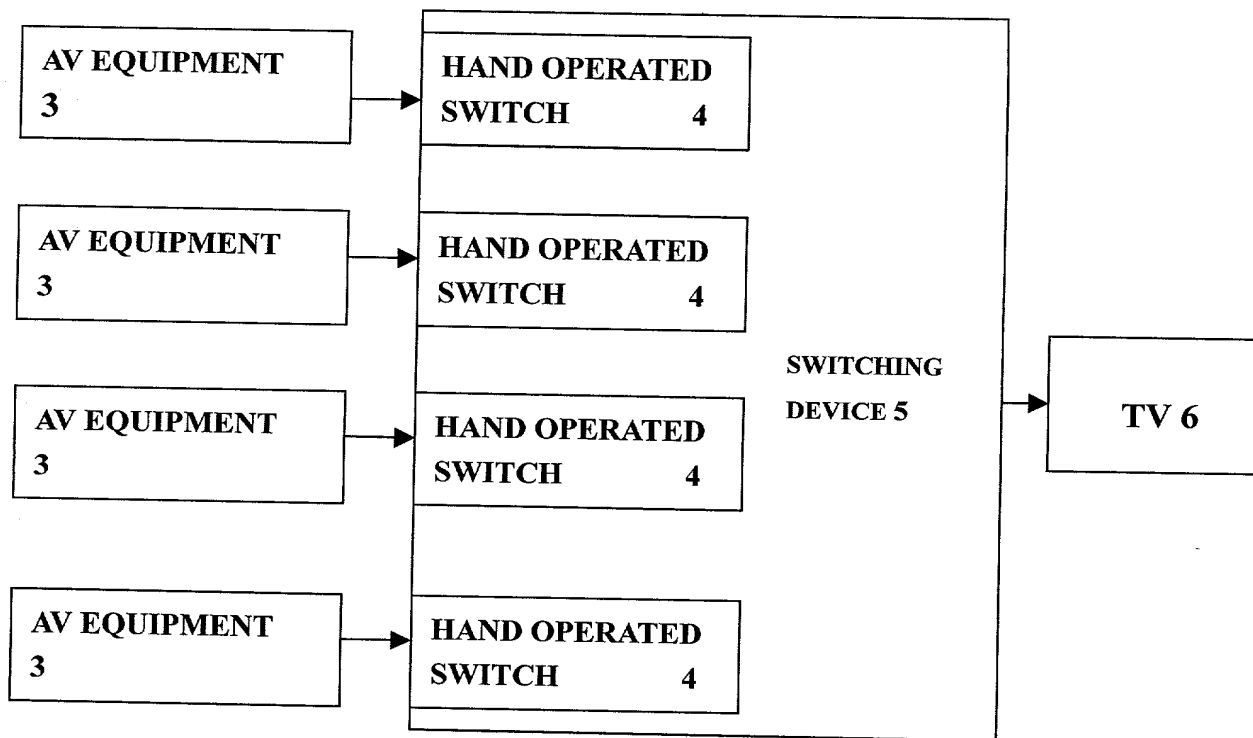 AV EQUIPMENT
3
HAND OPERATED
SWITCH 4
AV EQUIPMENT
3
HAND OPERATED
SWITCH 4
SWITCHING
DEVICE 5
TV 6
AV EQUIPMENT
3
HAND OPERATED
SWITCH 4
AV EQUIPMENT
3
HAND OPERATED
SWITCH 4